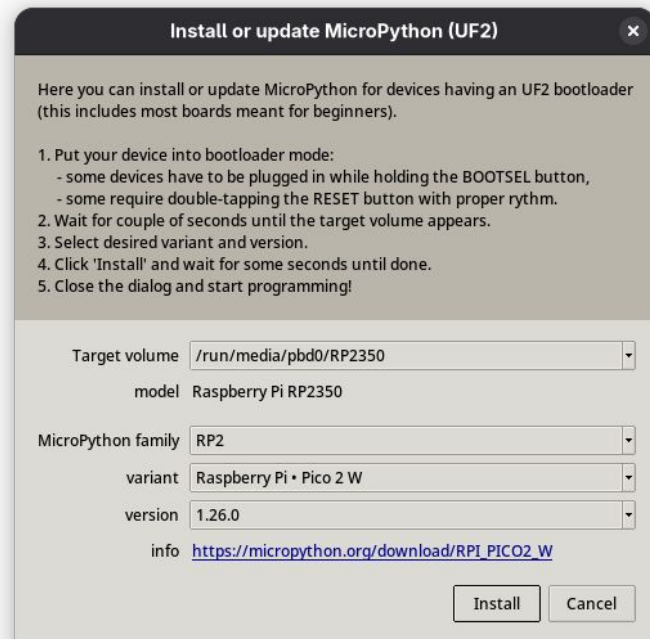 Install or update MicroPython (UF2)
Here you can install or update MicroPython for devices having an UF2 bootloader
(this includes most boards meant for beginners).
1. Put your device into bootloader mode:
- some devices have to be plugged in while holding the BOOTSEL button,
- some require double-tapping the RESET button with proper rythm.
2. Wait for couple of seconds until the target volume appears.
3. Select desired variant and version.
4. Click 'Install' and wait for some seconds until done.
5. Close the dialog and start programming!
Target volume /run/media/pbd0/RP2350
model Raspberry Pi RP2350
MicroPython family RP2
variant Raspberry Pi • Pico 2 W
version 1.26.0
info https://micropython.org/download/RPI_PICO2_W
Install Cancel